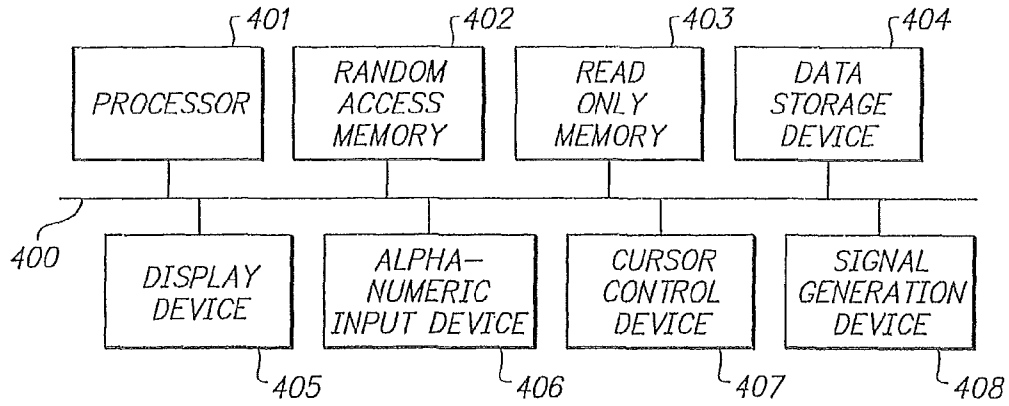 401
402
403
404
PROCESSOR
RANDOM
ACCESS
MEMORY
READ
ONLY
MEMORY
DATA
STORAGE
DEVICE
400
DISPLAY
DEVICE
ALPHA-
NUMERIC
INPUT DEVICE
CURSOR
CONTROL
DEVICE
SIGNAL
GENERATION
DEVICE
405
406
407
408